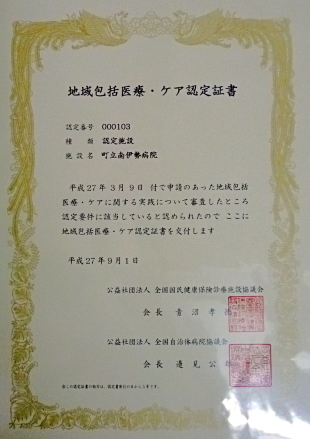 地域包括医療・ケア認定証書
認定番号 000103
種 類 認定施設
施 設 名 町立南伊勢病院
平成27年3月9日 付で申請のあった地域包括
医療・ケアに関する実践について審査したところ
認定要件に該当していると認められたので ここに
地域包括医療・ケア認定証書を交付します
平成27年9月1日
公益社団法人 全国国民健康保険診療施設協議会
会 長 青 沼 孝
公益社団法人 全国自治体病院協議会
会 長 邉 見 公 雄